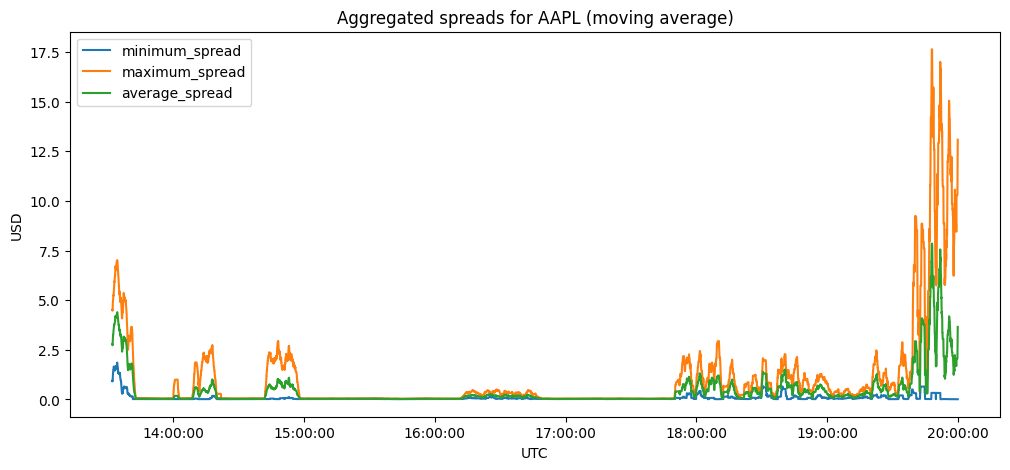 Aggregated spreads for AAPL (moving average)
minimum_spread
maximum_spread
average_spread
17.5
15.0
12.5
10.0
7.5
5.0
2.5
0.0
USD
14:00:00 15:00:00 16:00:00 17:00:00 18:00:00 19:00:00 20:00:00
UTC